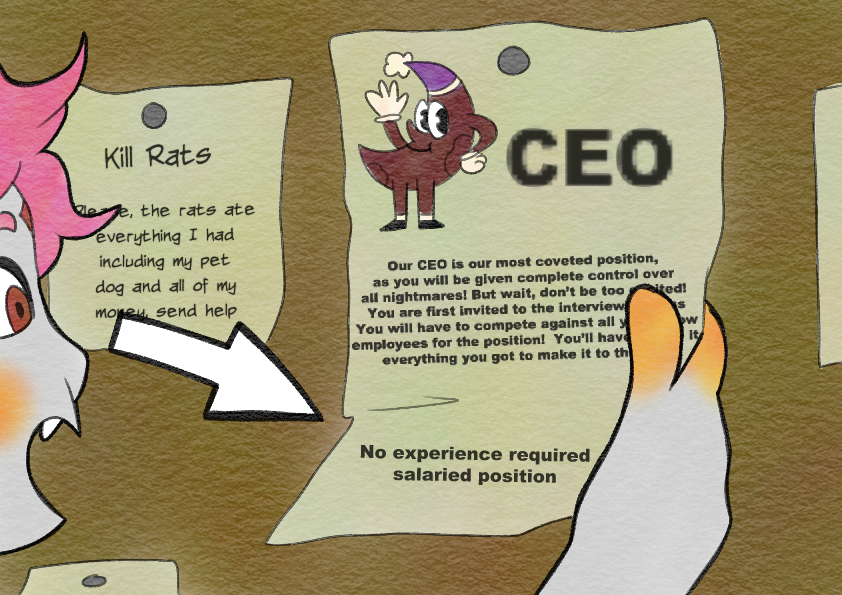 Kill Rats
the rats ate
everything I had
including my pet
dog and all of my
money, send help
CEO
Our CEO is our most coveted position,
as you will be given complete control over
all nightmares! But wait, don't be too
You are first invited to the interview
You will have to compete against all
employees for the position! You'll have
everything you got to make it to
No experience required
salaried position